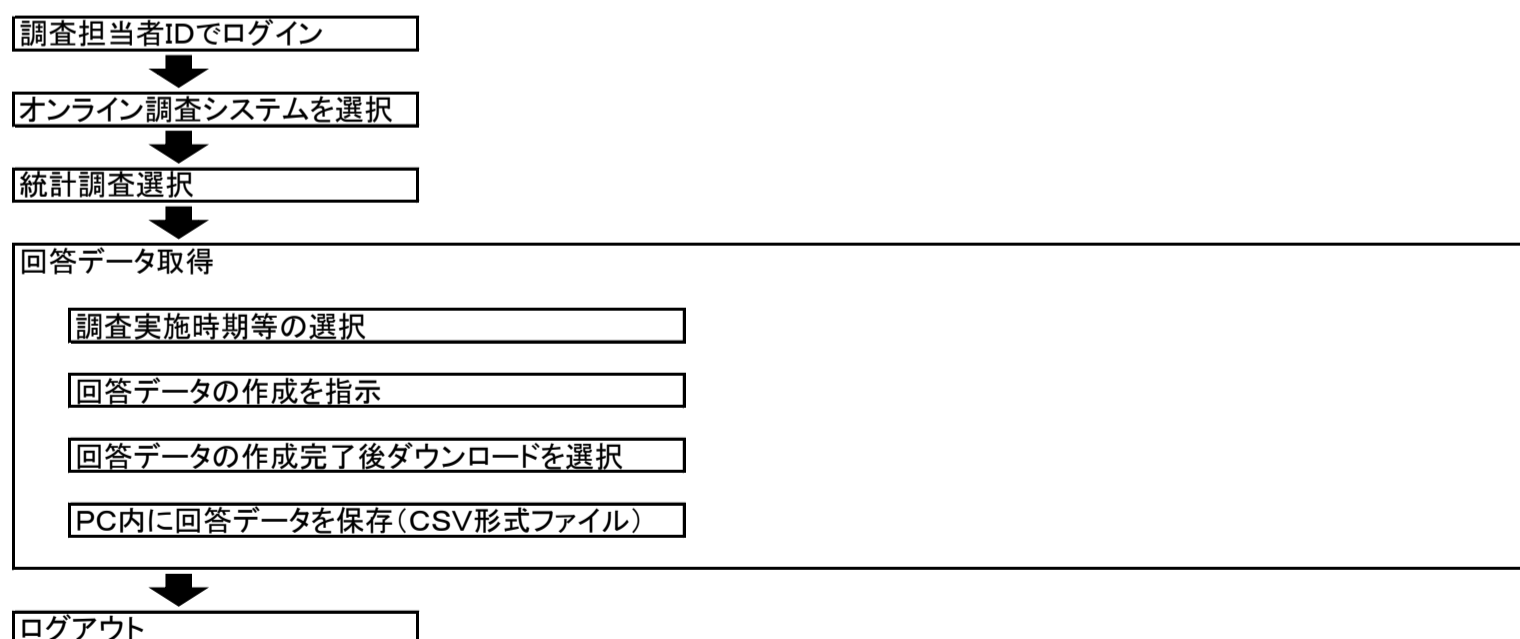 調査担当者IDでログイン
オンライン調査システムを選択
統計調査選択
回答データ取得
調査実施時期等の選択
回答データの作成を指示
回答データの作成完了後ダウンロードを選択
PC内に回答データを保存(CSV形式ファイル)
ログアウト